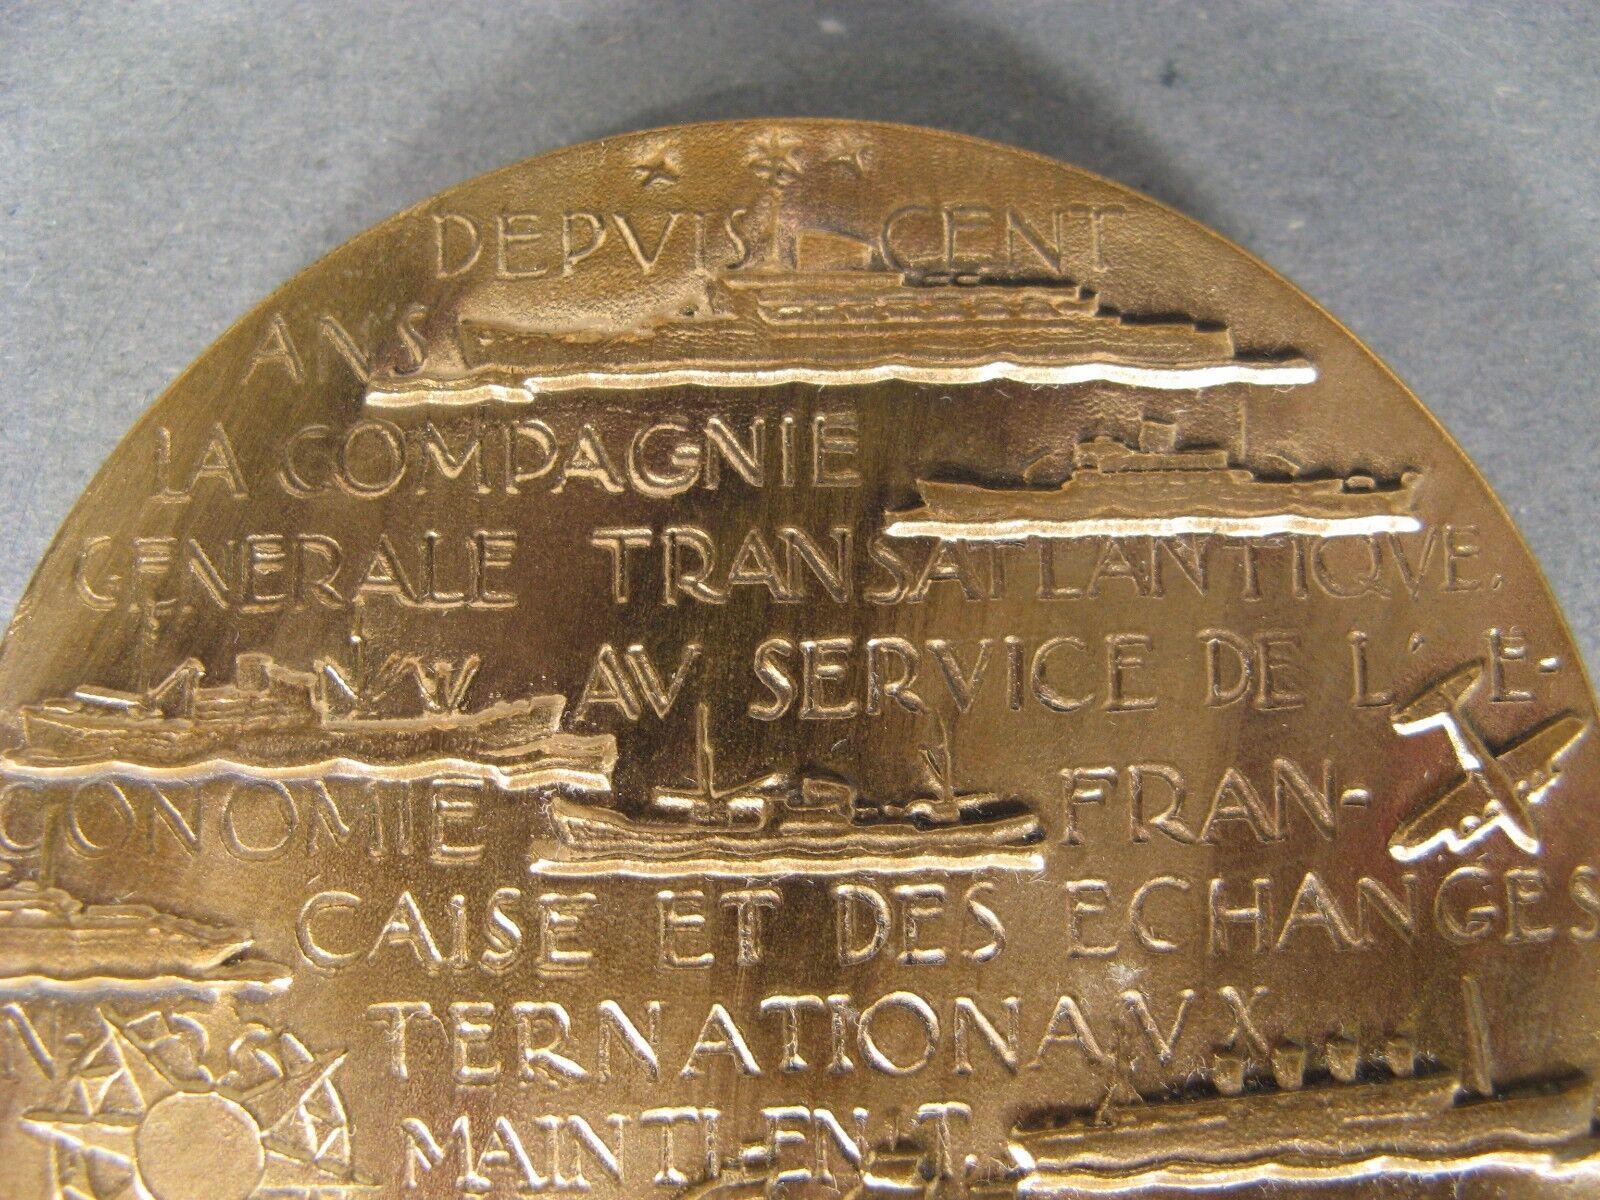 DEPVIS CENT
ANS
LA COMPAGNIE
GENERALE TRANSATLANTIQVE.
AV SERVICE DE L'E-
CONOMIE FRAN-
CAiSE ET DES ECHANGES
N- TERNATIONAVX
MAINTIENT.